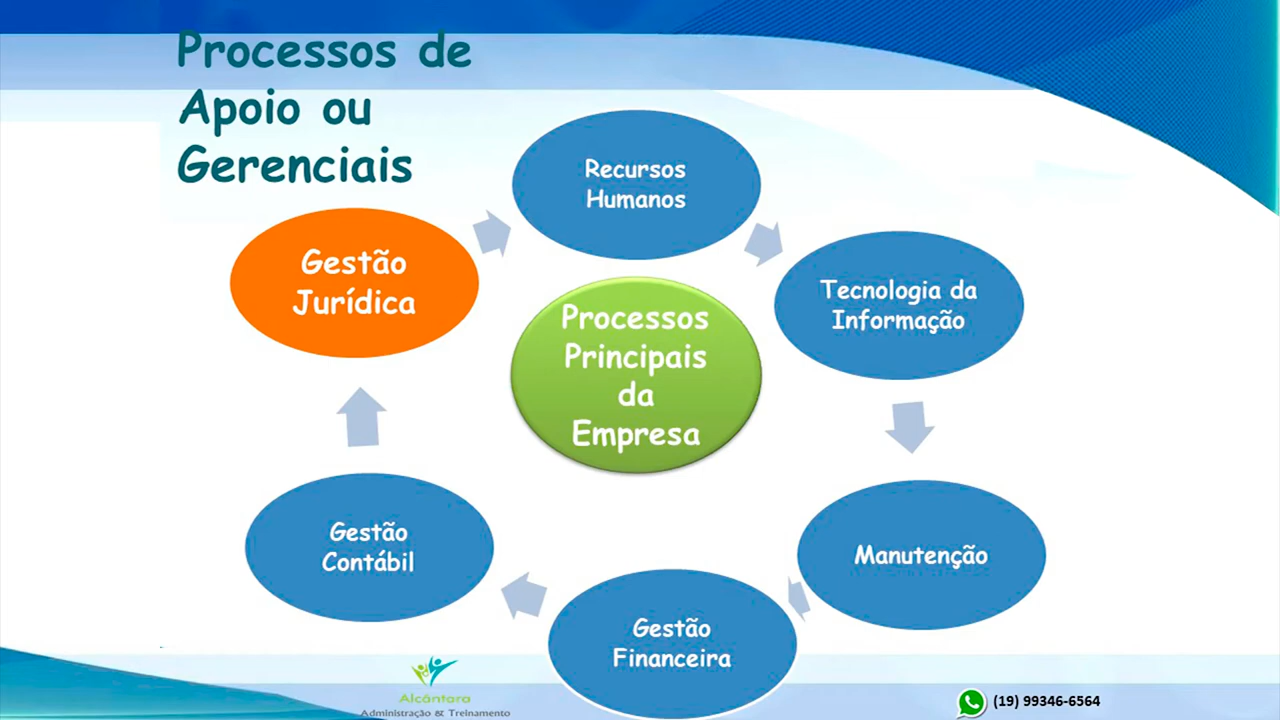 Processos de
Apoio ou
Gerenciais
Recursos
Humanos
Gestão
Jurídica
Tecnologia da
Informação
Processos
Principais
da
Empresa
Gestão
Contábil
Manutenção
Gestão
Financeira
Alcântara
Administração & Treinamento
(19) 99346-6564